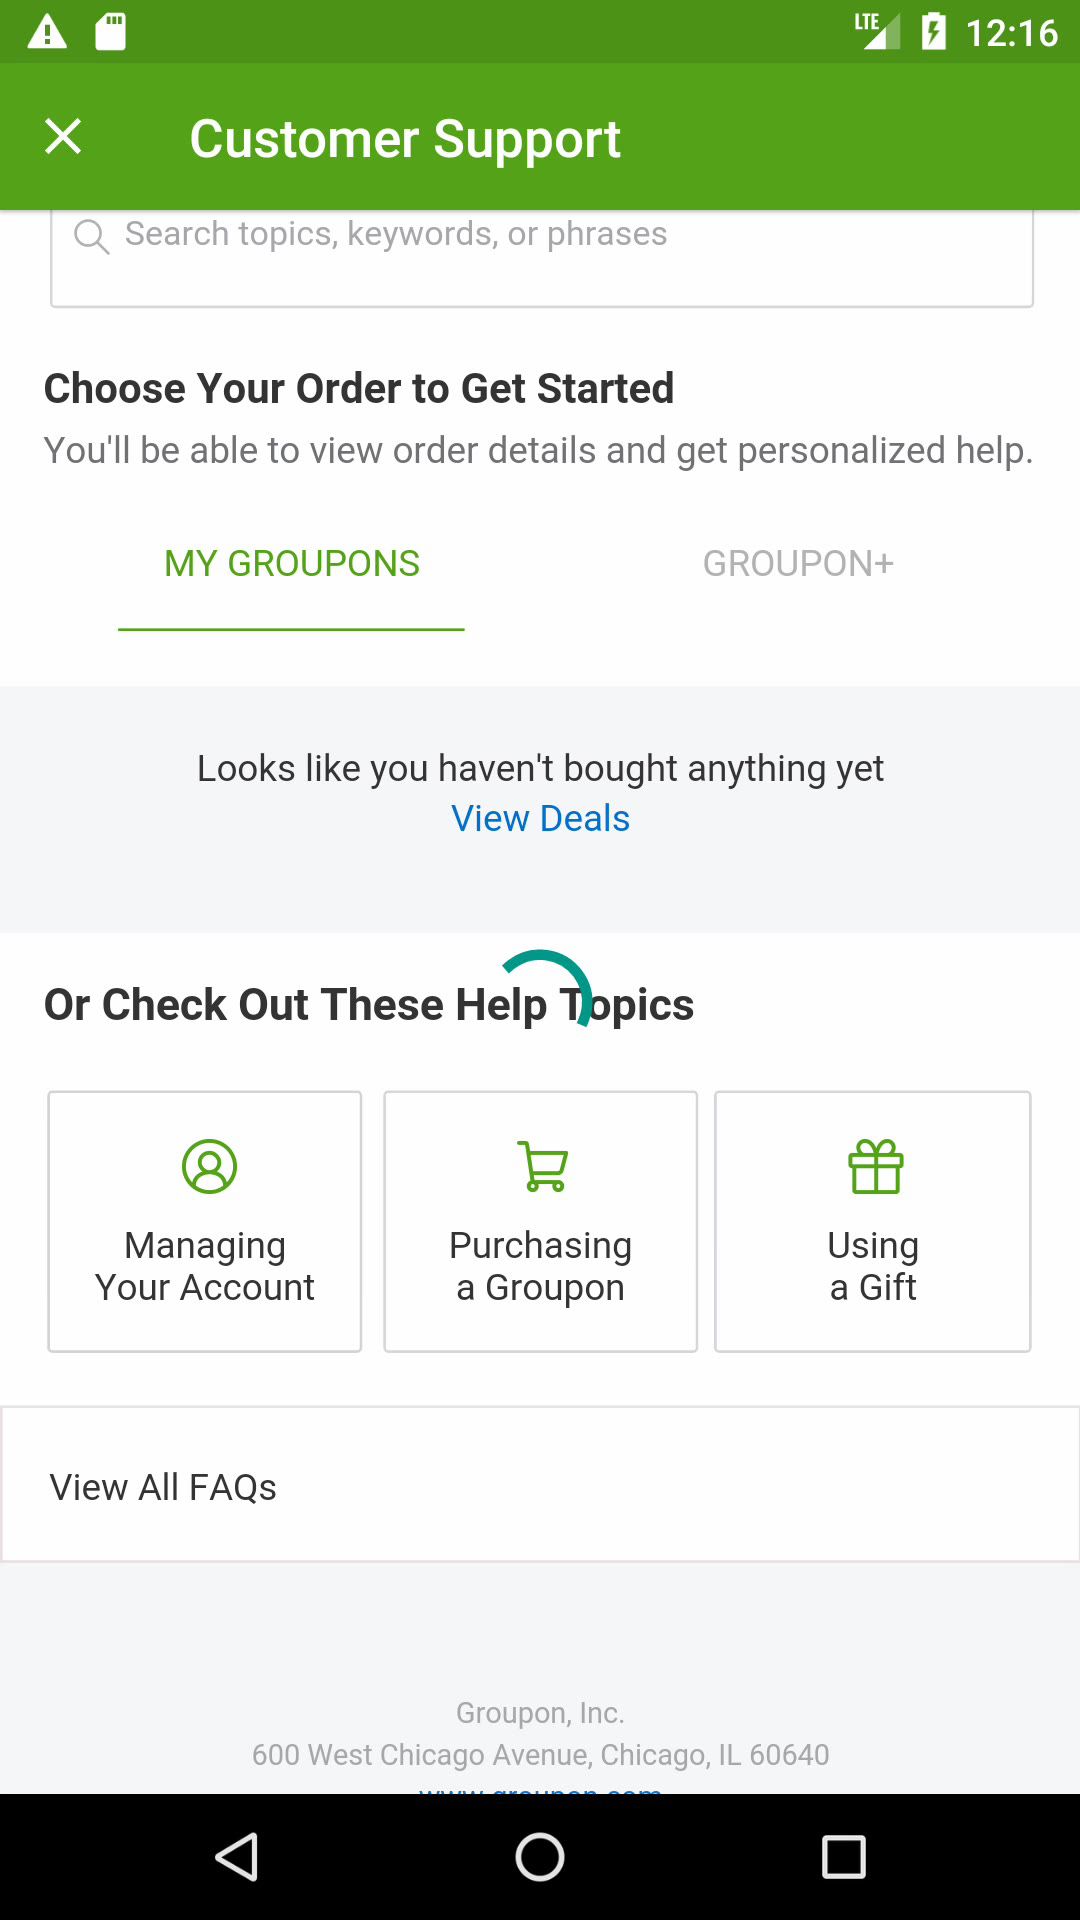 LTE 12:16
Customer Support
Search topics, keywords, or phrases
Choose Your Order to Get Started
You'll be able to view order details and get personalized help.
MY GROUPONS GROUPON+
Looks like you haven't bought anything yet
View Deals
Or Check Out These Help Topics
Managing
Your Account
Purchasing
a Groupon
Using
a Gift
View All FAQs
Groupon, Inc.
600 West Chicago Avenue, Chicago, IL 60640
www.groupon.com